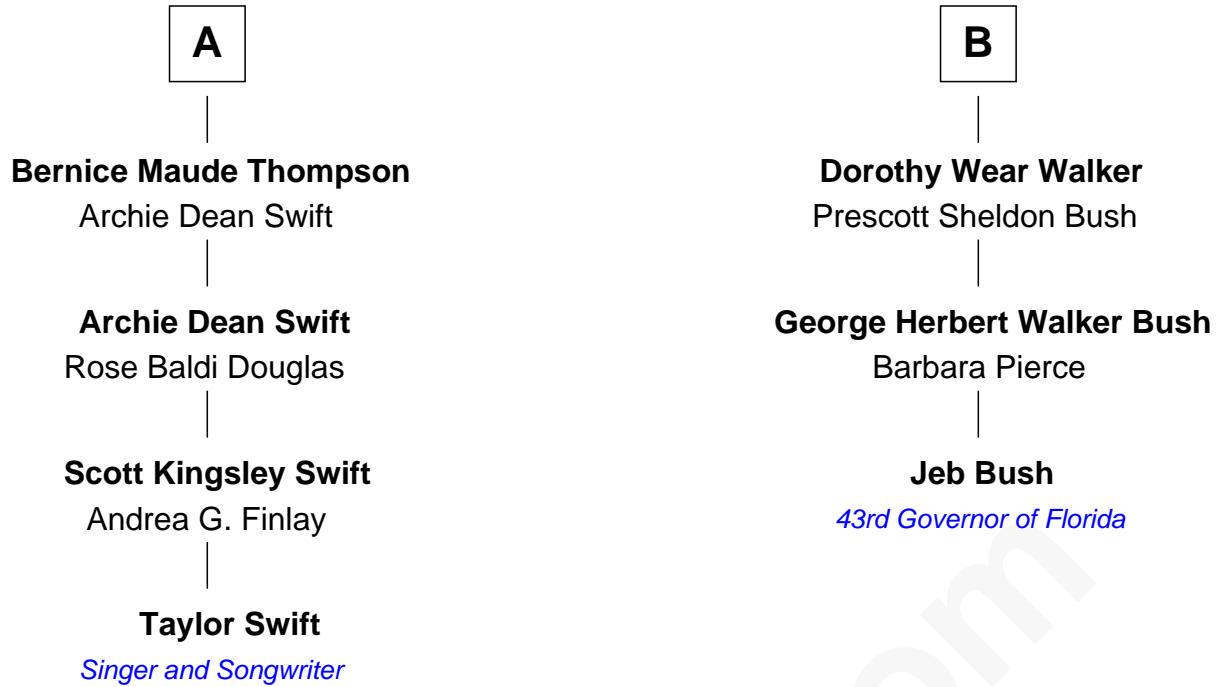 A
Bernice Maude Thompson
Archie Dean Swift
Archie Dean Swift
Rose Baldi Douglas
Scott Kingsley Swift
Andrea G. Finlay
Taylor Swift
Singer and Songwriter
B
Dorothy Wear Walker
Prescott Sheldon Bush
George Herbert Walker Bush
Barbara Pierce
Jeb Bush
43rd Governor of Florida
om